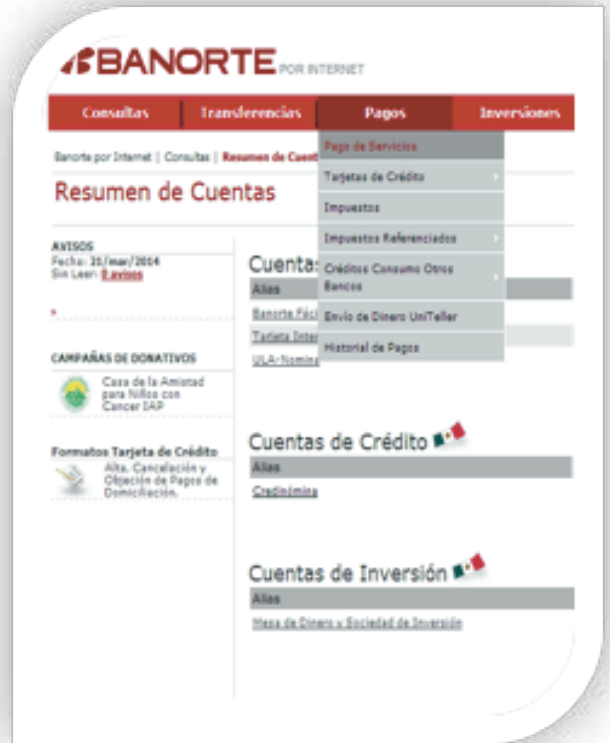 BANORTE POR INTERNET
Consultas Transferencias Pagos Inversiones
Banorte por Internet | Consultas | Resumen de Cuent
Pago de Servicios
Tarjetas de Crédito
Impuestos
Impuestos Referenciados
Créditos Consumo Otros
Bancos
Envío de Dinero UniTeller
Historial de Pagos
Resumen de Cuentas
AVISOS
Fecha: 31/mar/2014
Sin Leer: 0 avisos
CAMPAÑAS DE DONATIVOS
Casa de la Amistad
para Niños con
Cancer IAP
Formatos Tarjeta de Crédito
Alta, Cancelación y
Objeción de Pagos de
Domiciliación.
Cuentas
Alias
Banorte Fáci
Tarjeta Inte
ULA-Nomina
Cuentas de Crédito
Alias
Credinómina
Cuentas de Inversión
Alias
Mesa de Dinero y Sociedad de Inversión